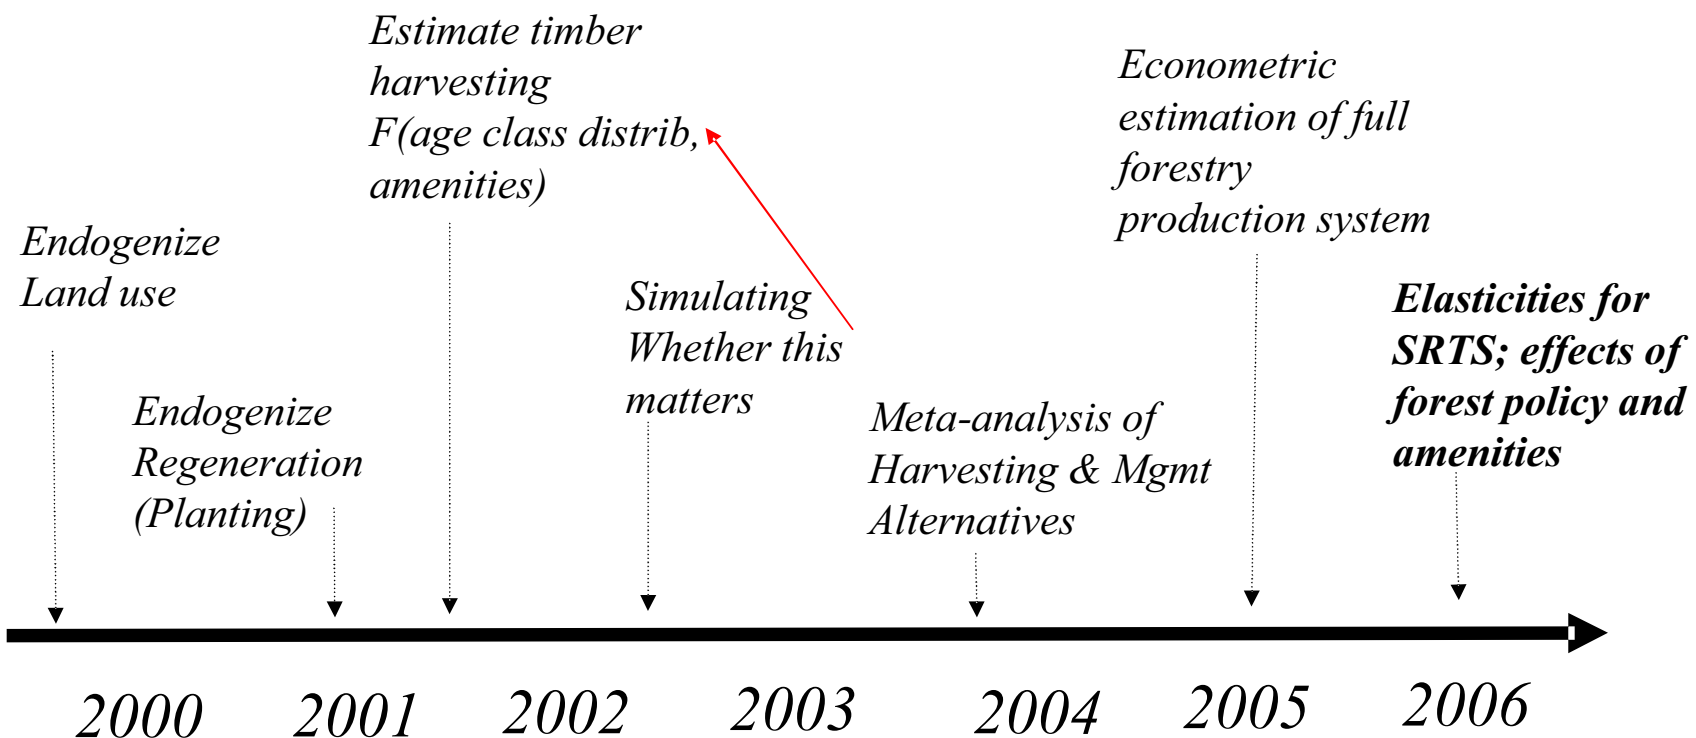 Estimate timber
harvesting
F(age class distrib,
amenities)
Econometric
estimation of full
forestry
production system
Endogenize
Land use
Simulating
Whether this
matters
Elasticities for
SRTS; effects of
forest policy and
amenities
Endogenize
Regeneration
(Planting)
Meta-analysis of
Harvesting & Mgmt
Alternatives
2000 2001 2002 2003 2004 2005 2006